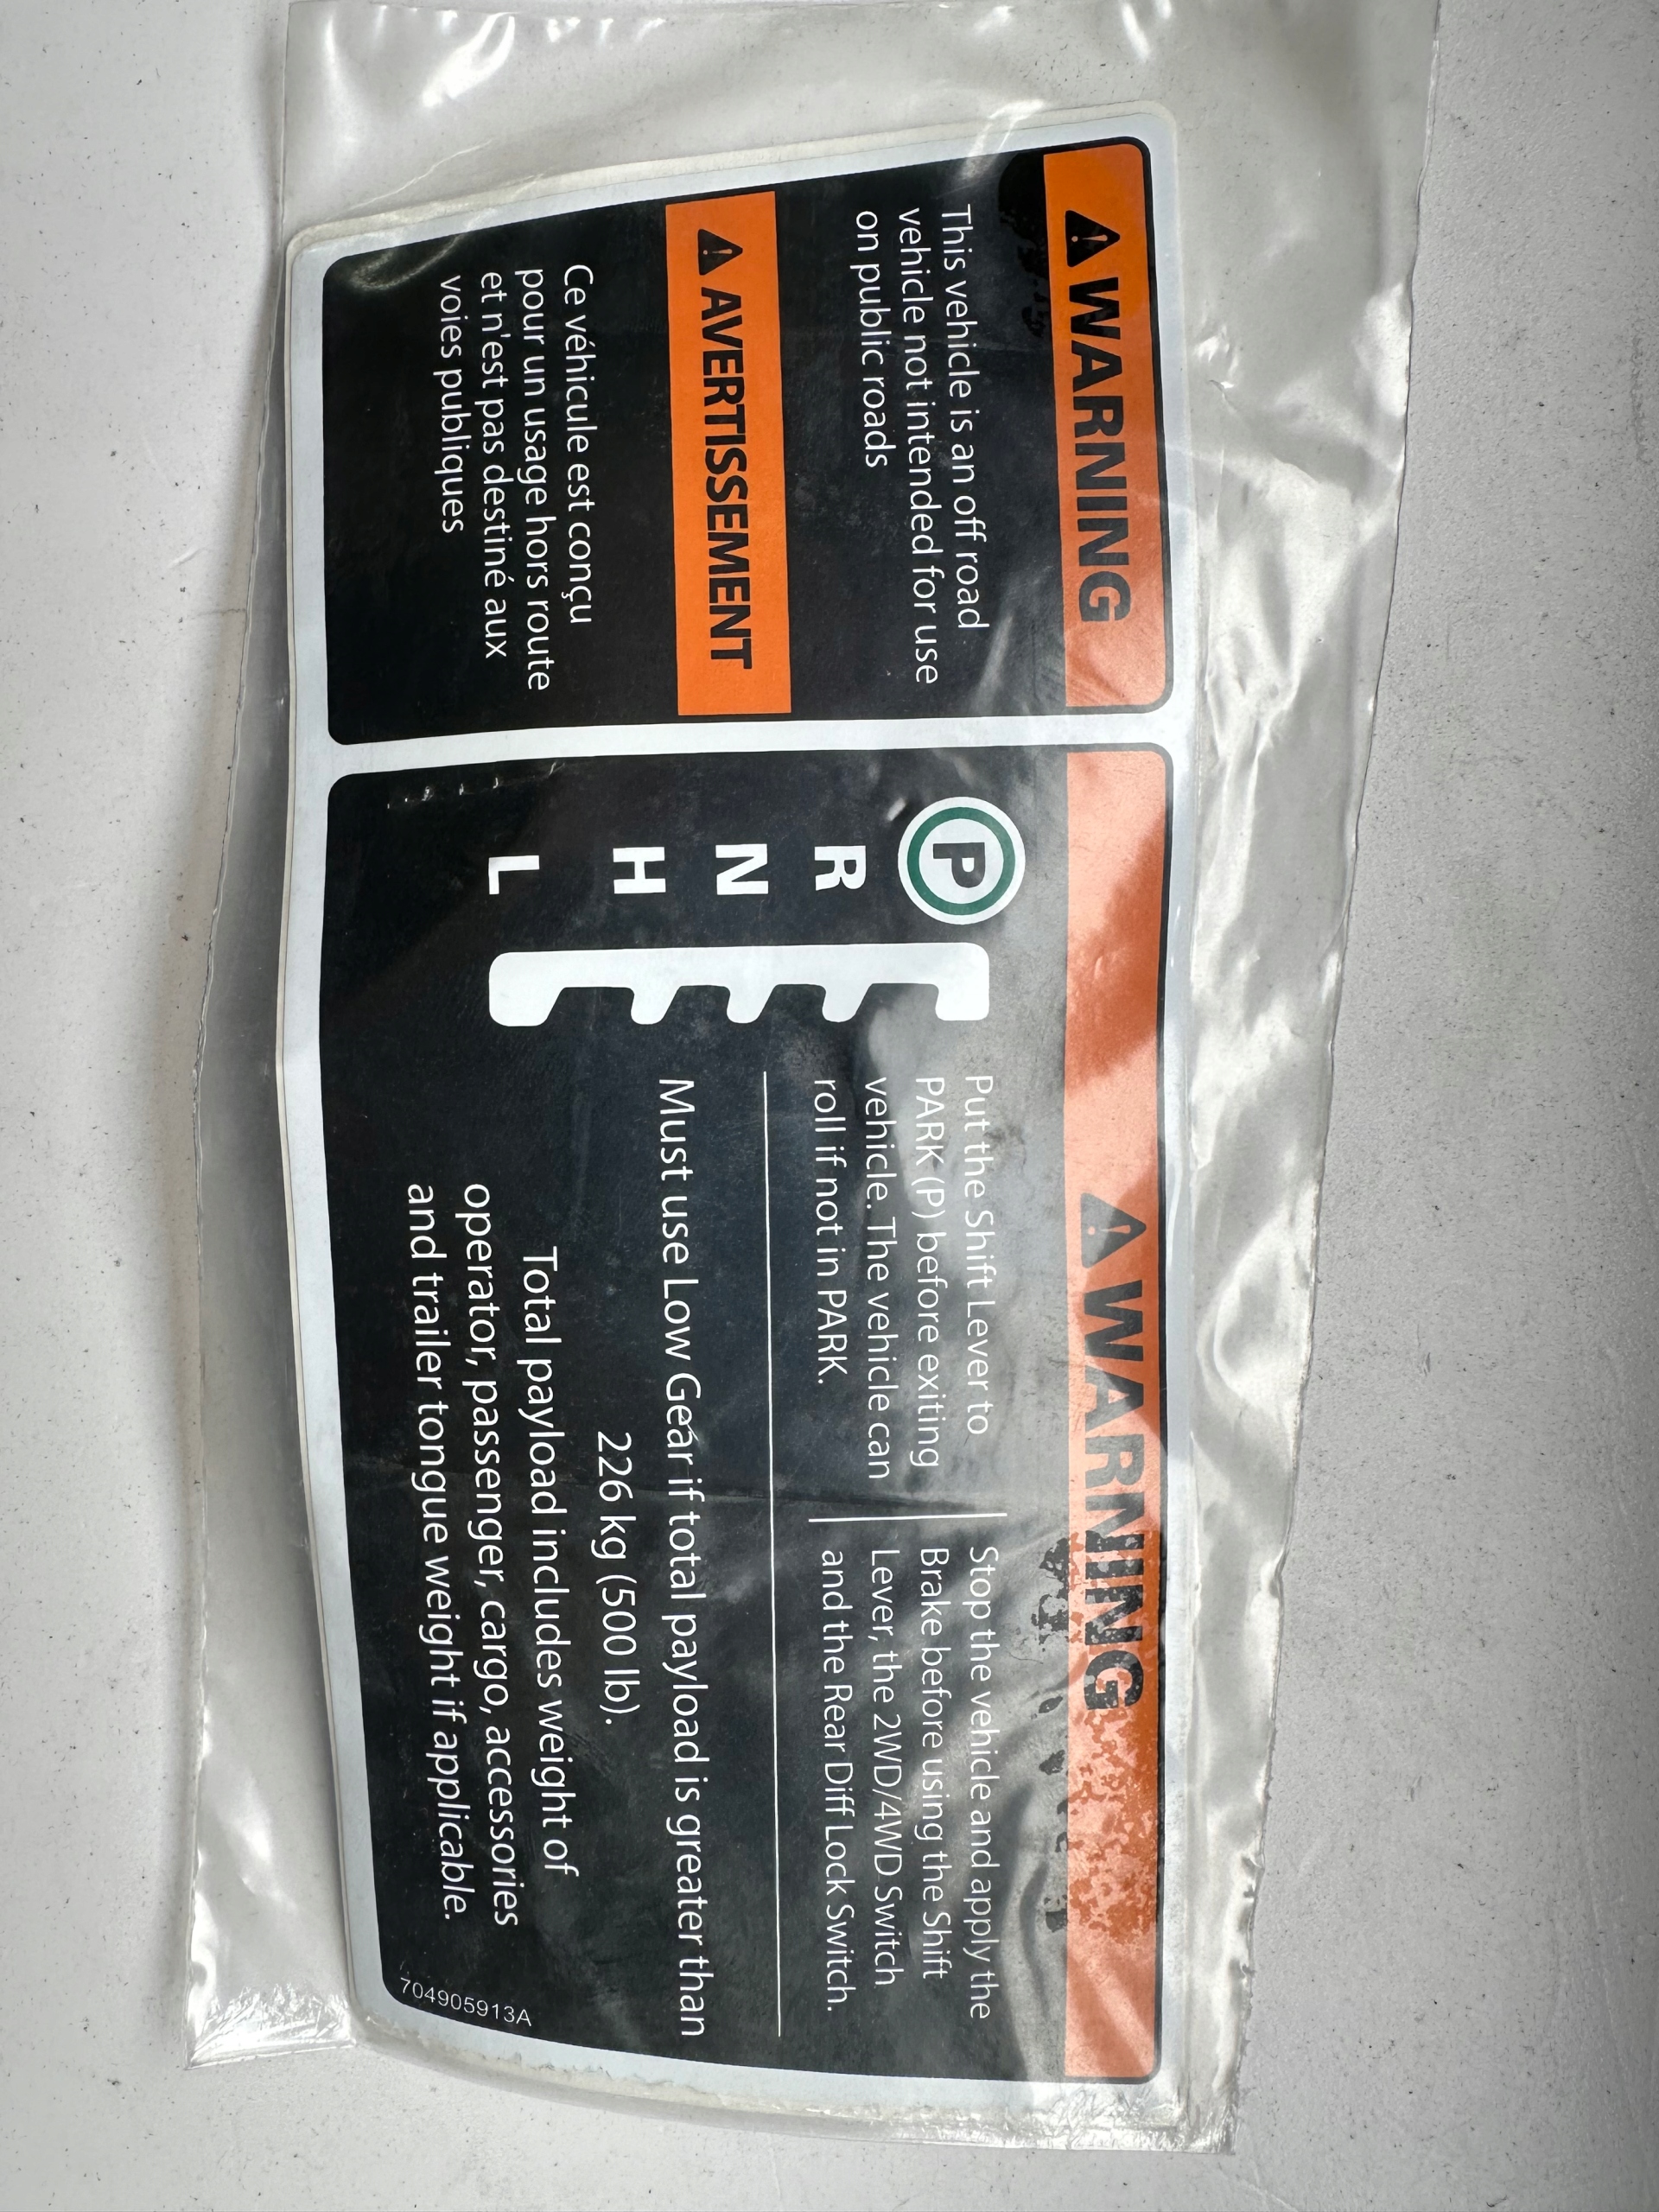 WARNING
This vehicle is an off road
vehicle not intended for use
on public roads
AVERTISSEMENT
Ce véhicule est conçu
pour un usage hors route
et n'est pas destiné aux
voies publiques
WARNING
P
R
N
H
L
Put the Shift Lever to
PARK (P) before exiting
vehicle. The vehicle can
roll if not in PARK.
Stop the vehicle and apply the
Brake before using the Shift
Lever, the 2WD/4WD Switch
and the Rear Diff Lock Switch.
Must use Low Gear if total payload is greater than
226 kg (500 lb).
Total payload includes weight of
operator, passenger, cargo, accessories
and trailer tongue weight if applicable.
704905913A